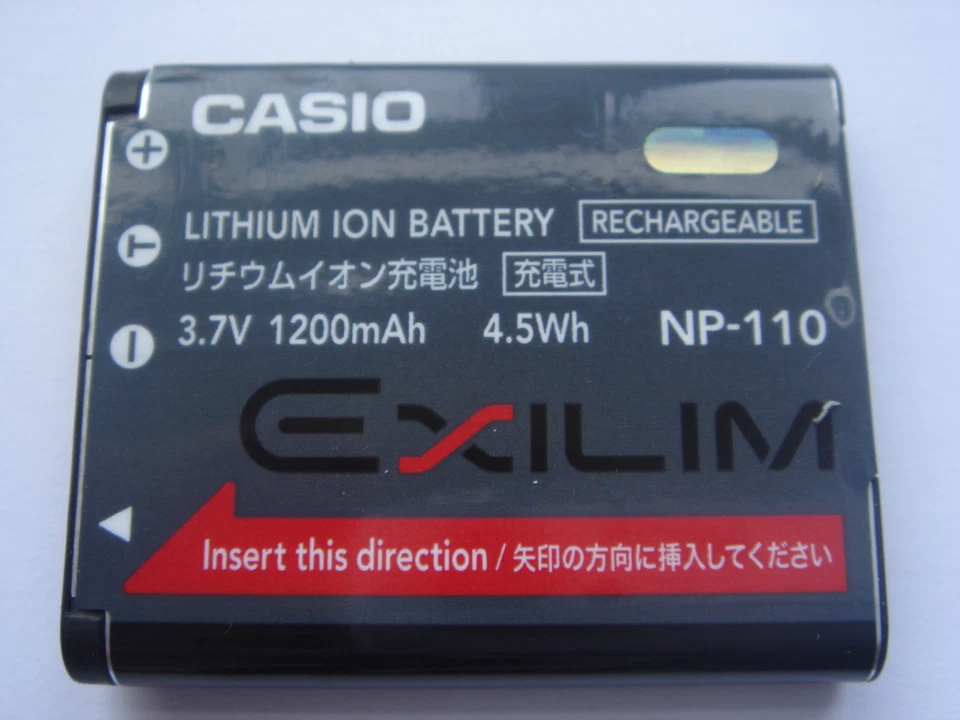 CASIO
+
LITHIUM ION BATTERY RECHARGEABLE
T
リチウムイオン充電池 充電式
3.7V 1200mAh 4.5Wh NP-110
−
EXILIM
Insert this direction / 矢印の方向に挿入してください